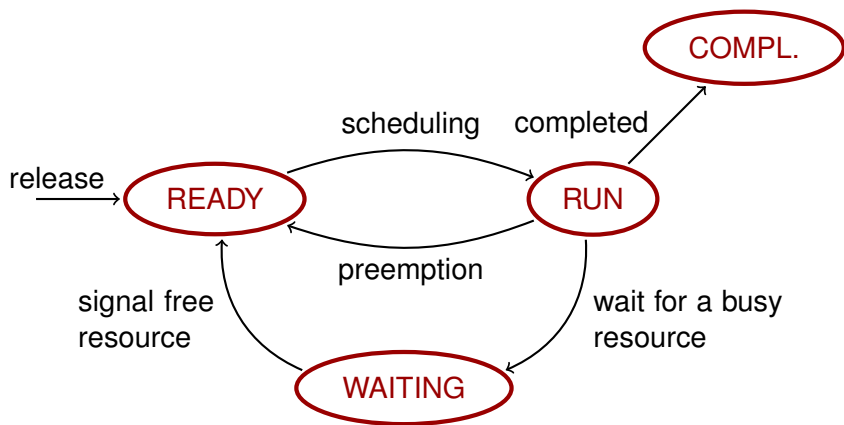 COMPL.
scheduling
completed
release
READY
RUN
preemption
signal free
resource
wait for a busy
resource
WAITING